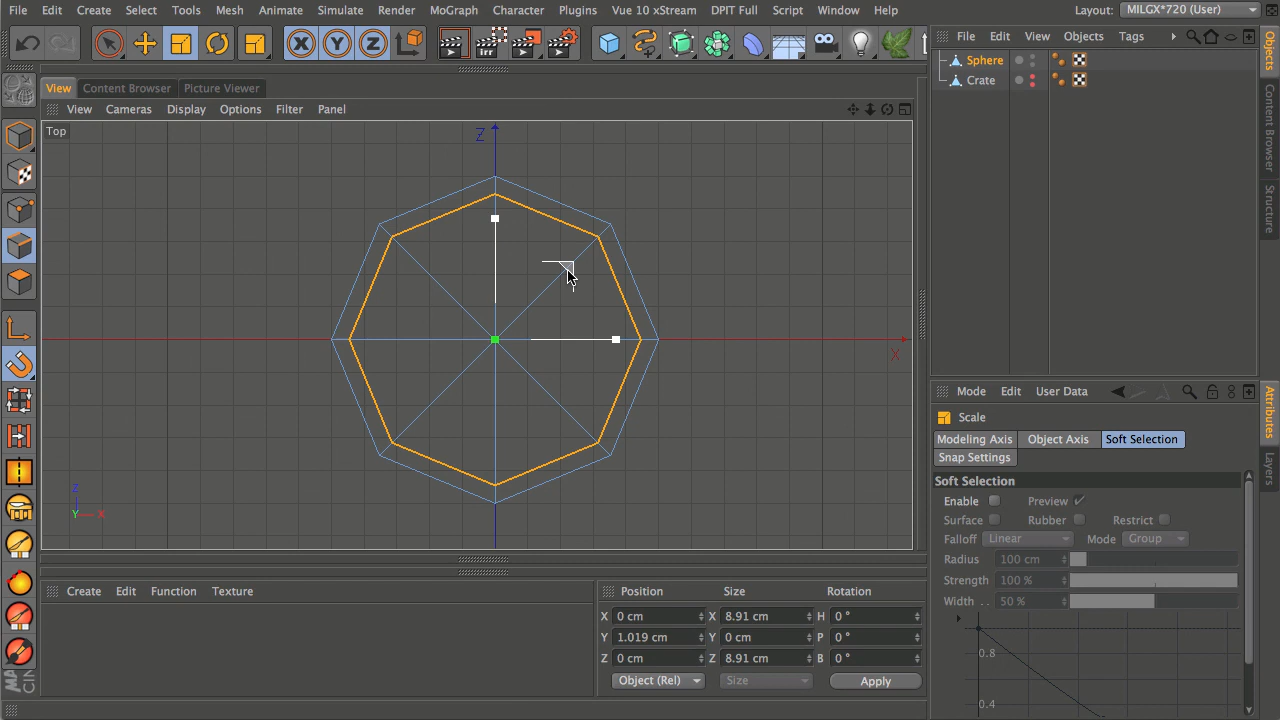 File Edit Create Selection Tools Mesh Animate Simulate Render MoGraph Character Plugins Vue 10 xStream DPIT Full Script Window Help Layout: MILGX*720 (User)
X Y Z irr
File Edit View Objects Tags
View Content Browser Picture Viewer
View Cameras Display Options Filter Panel
Sphere
Crate
Top
Z
X
Z
Y X
Objects
Content Browser
Structure
Mode Edit User Data
Scale
Modeling Axis Object Axis Soft Selection
Snap Settings
Soft Selection
Enable Preview
Surface Rubber Restrict
Falloff Linear Mode Group
Radius 100 cm
Strength 100 %
Width . . 50 %
0.8
0.4
Attributes
Layers
Create Edit Function Texture
Position Size Rotation
X 0 cm X 8.91 cm H 0 °
Y 1.019 cm Y 0 cm P 0 °
Z 0 cm Z 8.91 cm B 0 °
Object (Rel) Size Apply